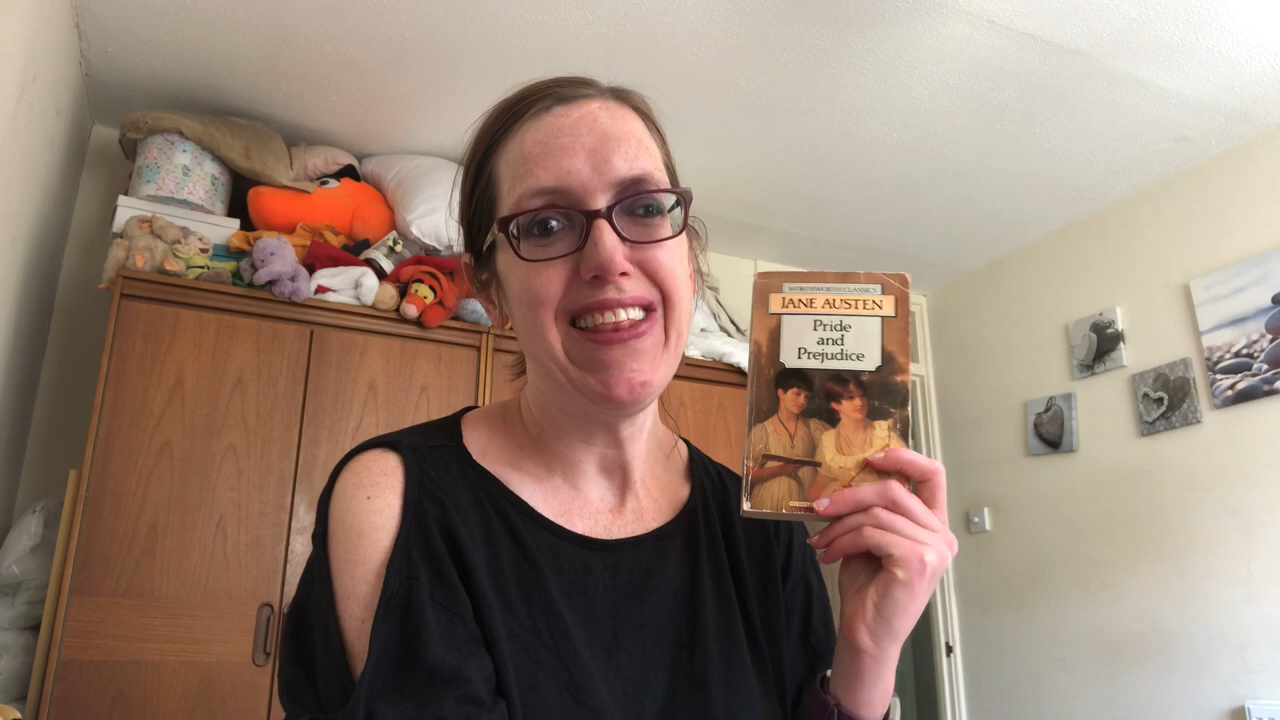 WORDSWORTH CLASSICS
JANE AUSTEN
Pride
and
Prejudice